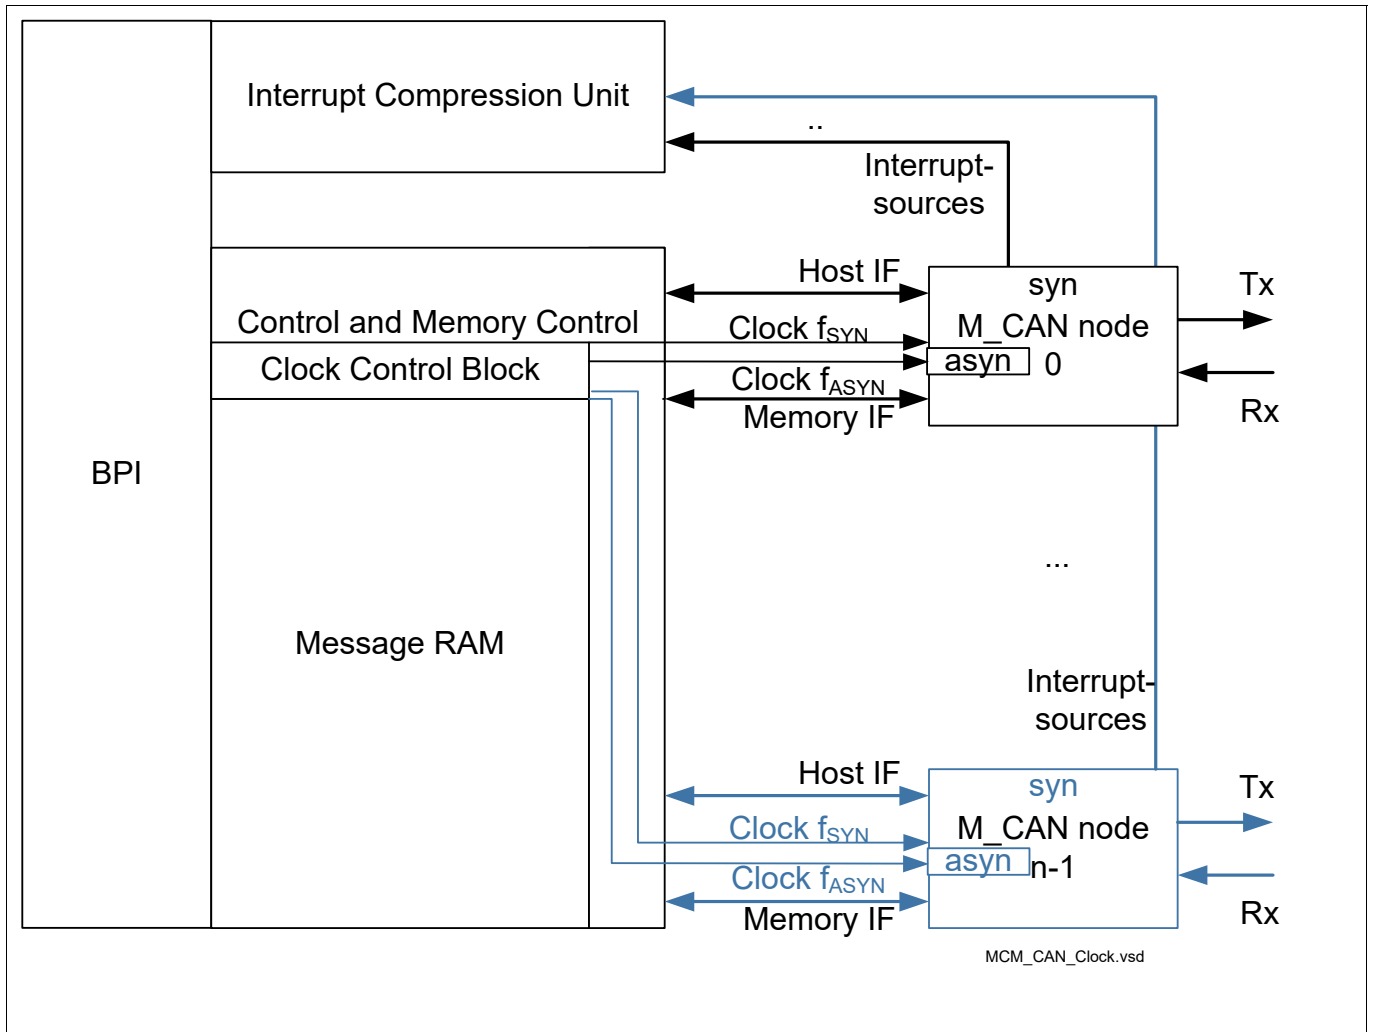 Interrupt Compression Unit
..
Interrupt-
sources
Host IF
syn
Tx
Control and Memory Control
Clock fSYN
M_CAN node
Clock Control Block
asyn
0
Clock fASYN
Memory IF
Rx
BPI
...
Message RAM
Interrupt-
sources
Host IF
syn
Tx
Clock fSYN
M_CAN node
asyn
n-1
Clock fASYN
Memory IF
Rx
MCM_CAN_Clock.vsd